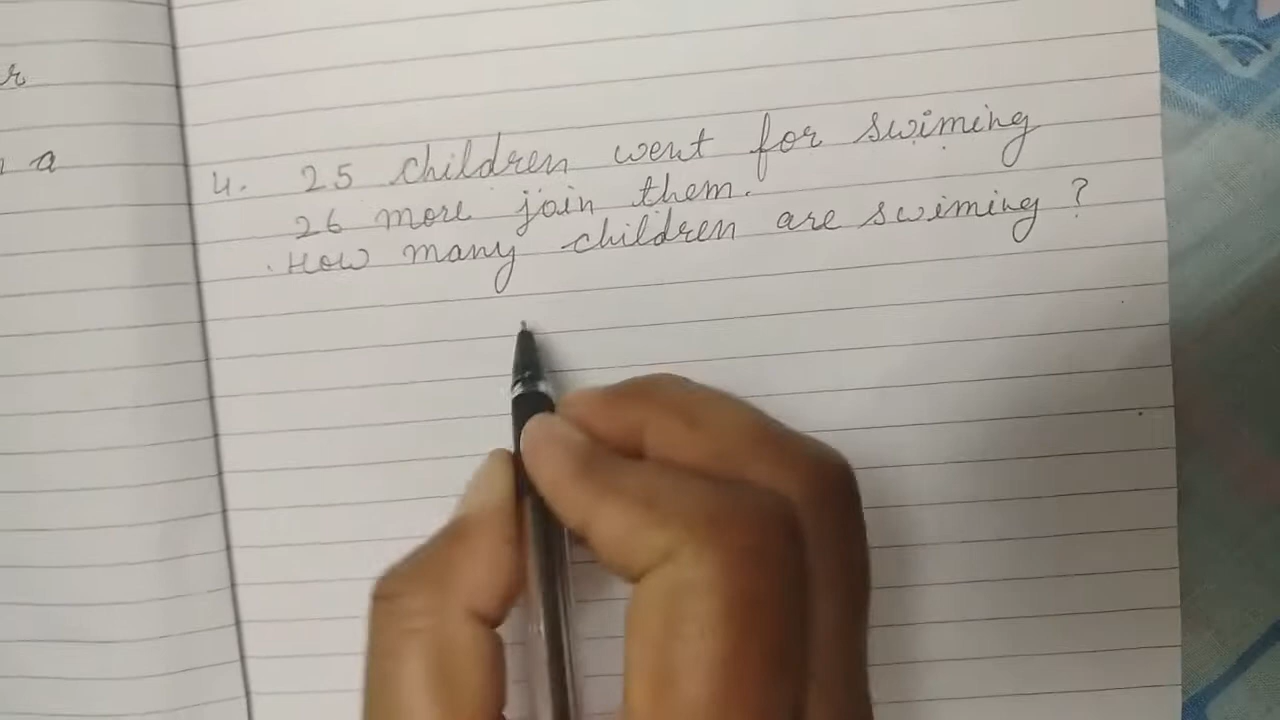 r
a
4. 25 children went for swiming
26 more join them.
How many children are swiming ?